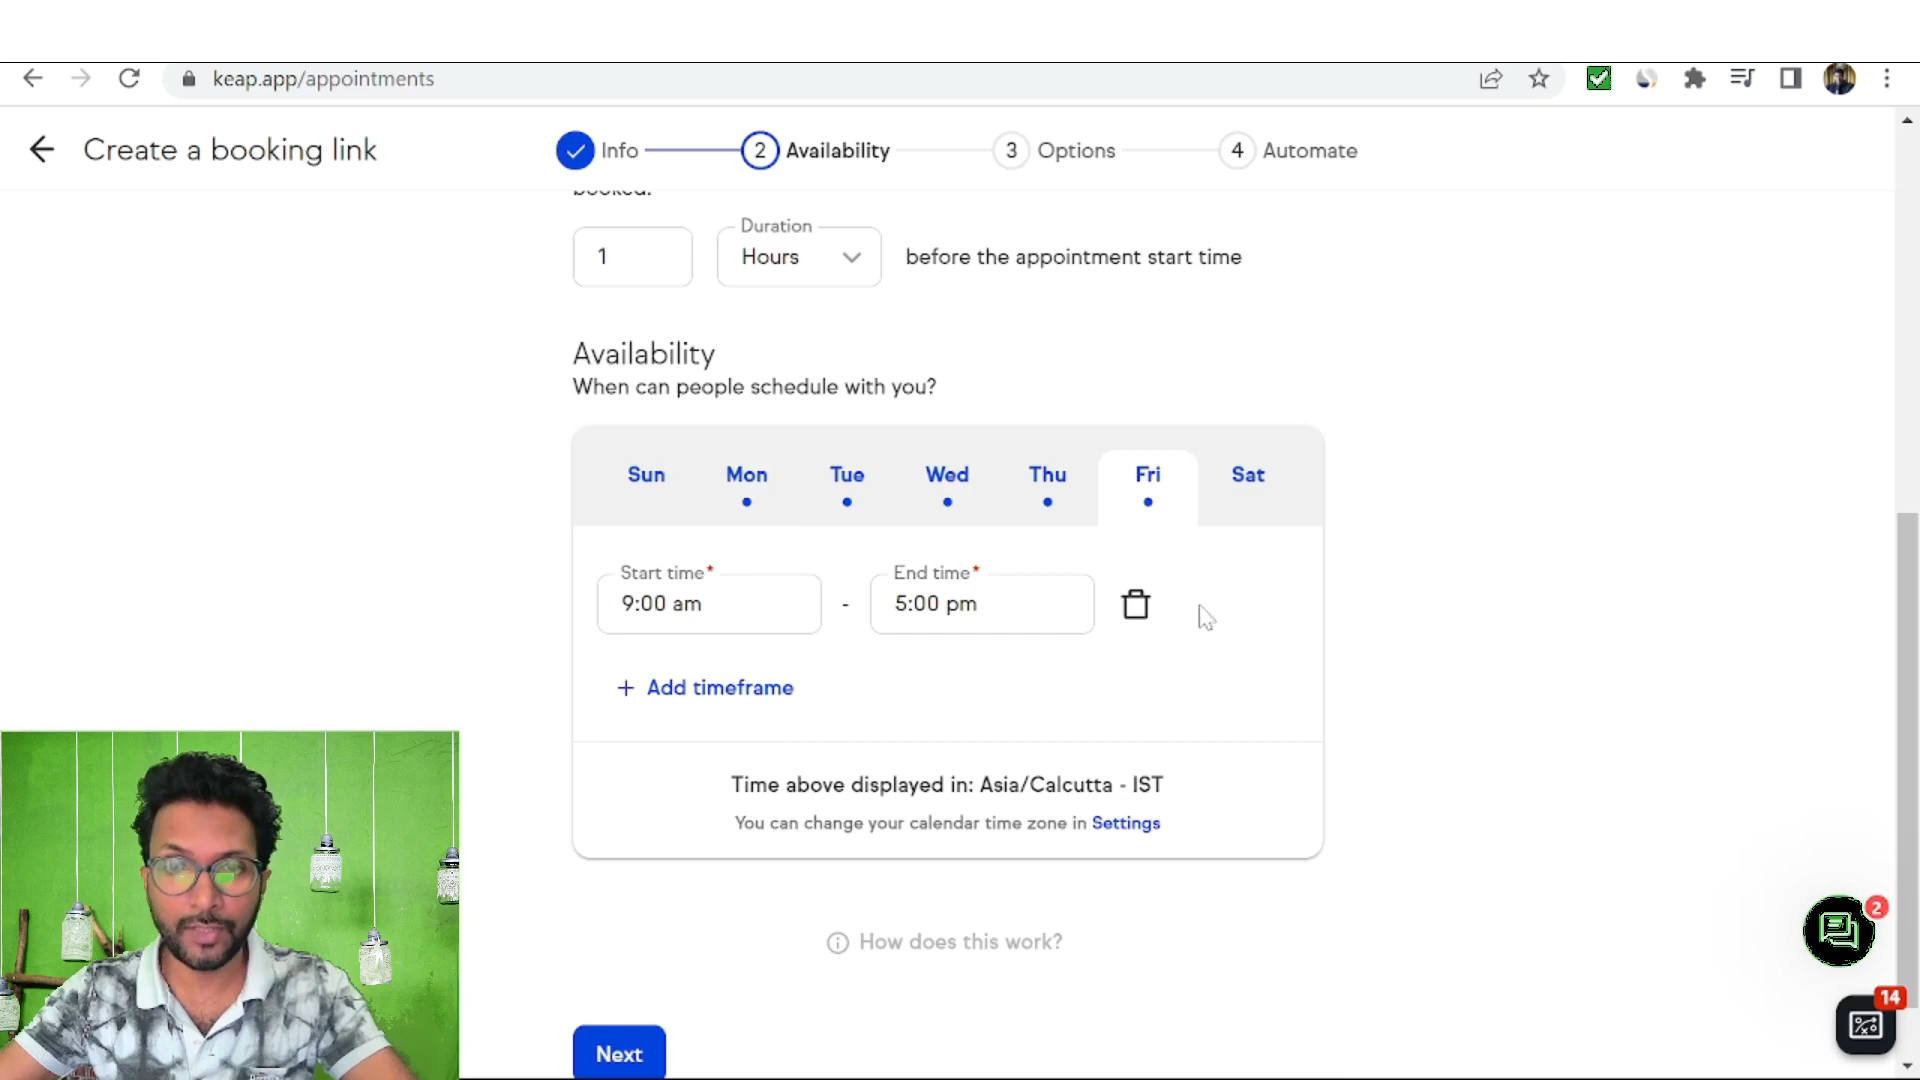 keap.app/appointments
Create a booking link
Info
2 Availability
3 Options
4 Automate
booked.
Duration
1
Hours
before the appointment start time
Availability
When can people schedule with you?
Sun Mon Tue Wed Thu Fri Sat
Start time*
End time*
9:00 am - 5:00 pm
+ Add timeframe
Time above displayed in: Asia/Calcutta - IST
You can change your calendar time zone in Settings
2
How does this work?
14
Next